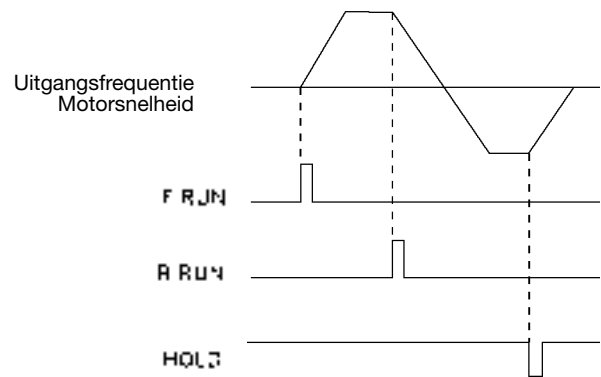 Uitgangsfrequentie
Motorsnelheid
F RUN
R RUN
HOLD